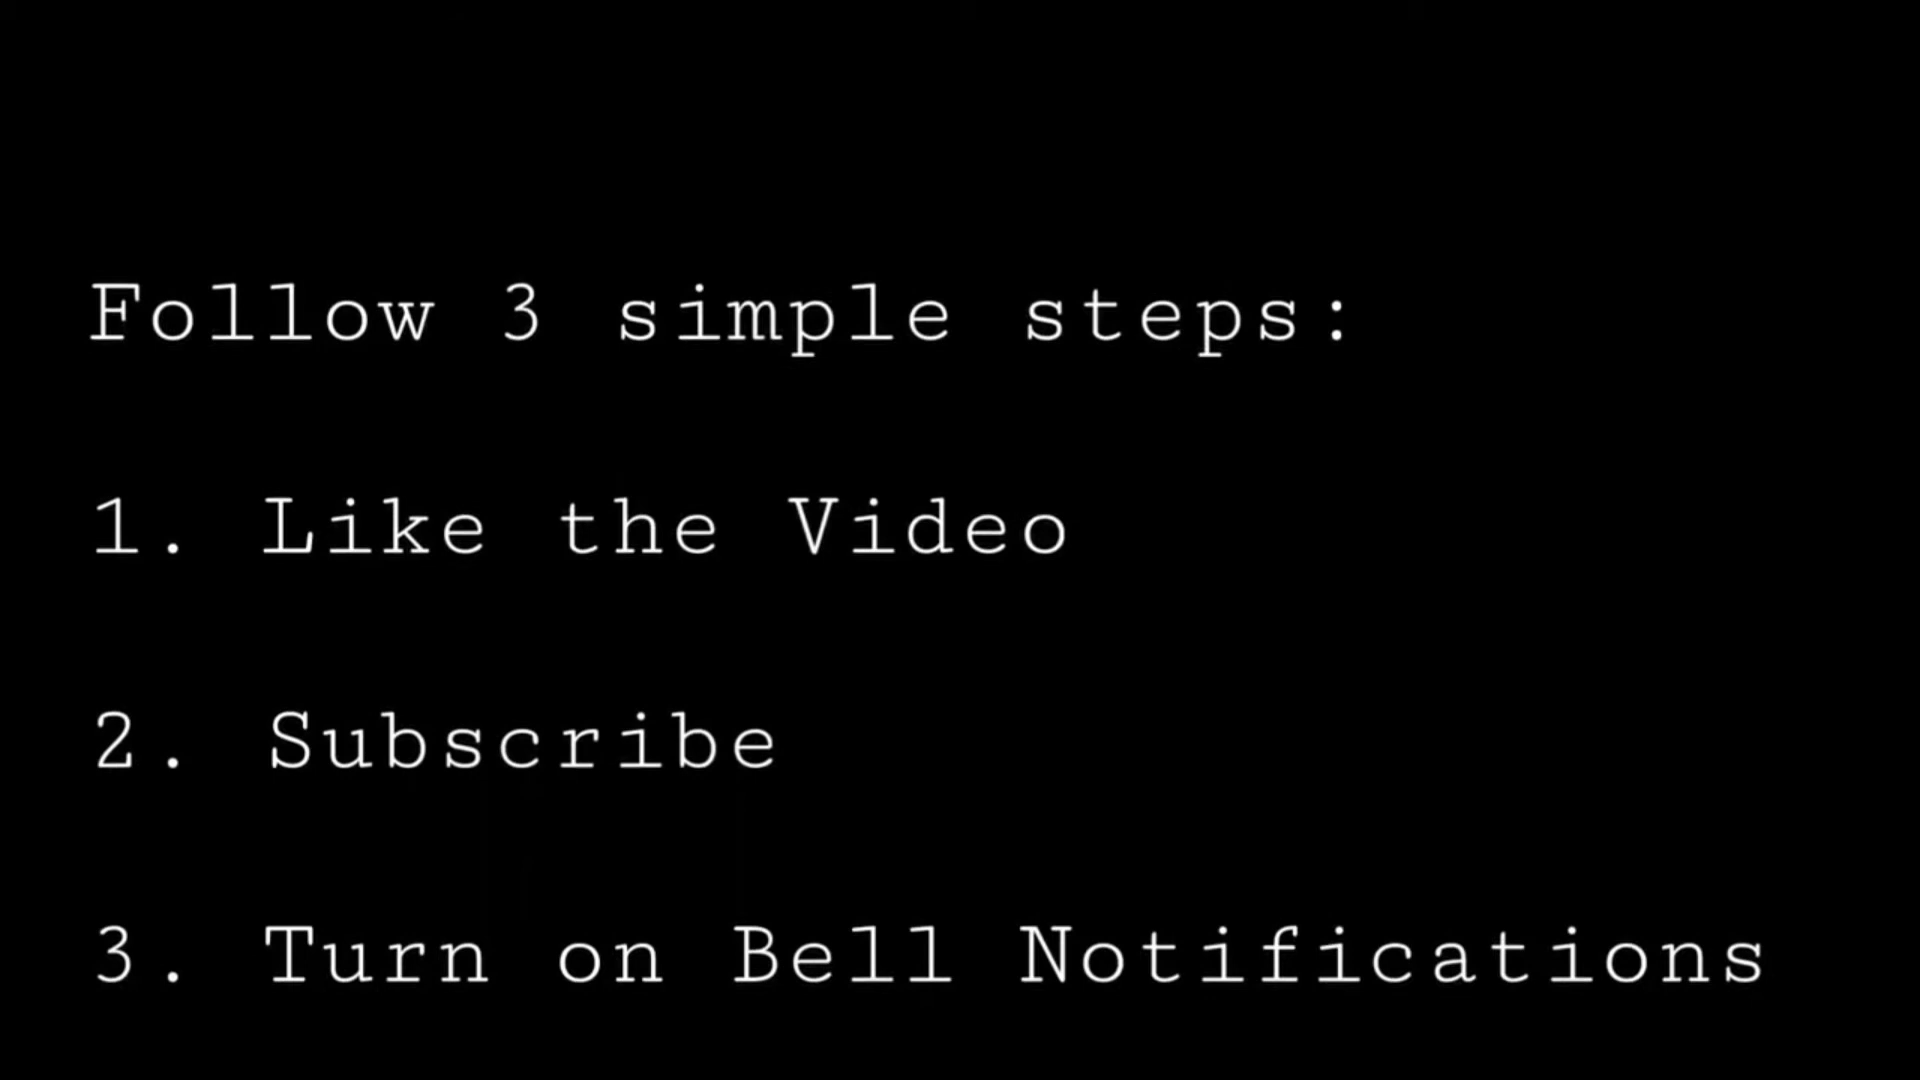 Follow 3 simple steps:
1. Like the Video
2. Subscribe
3. Turn on Bell Notifications